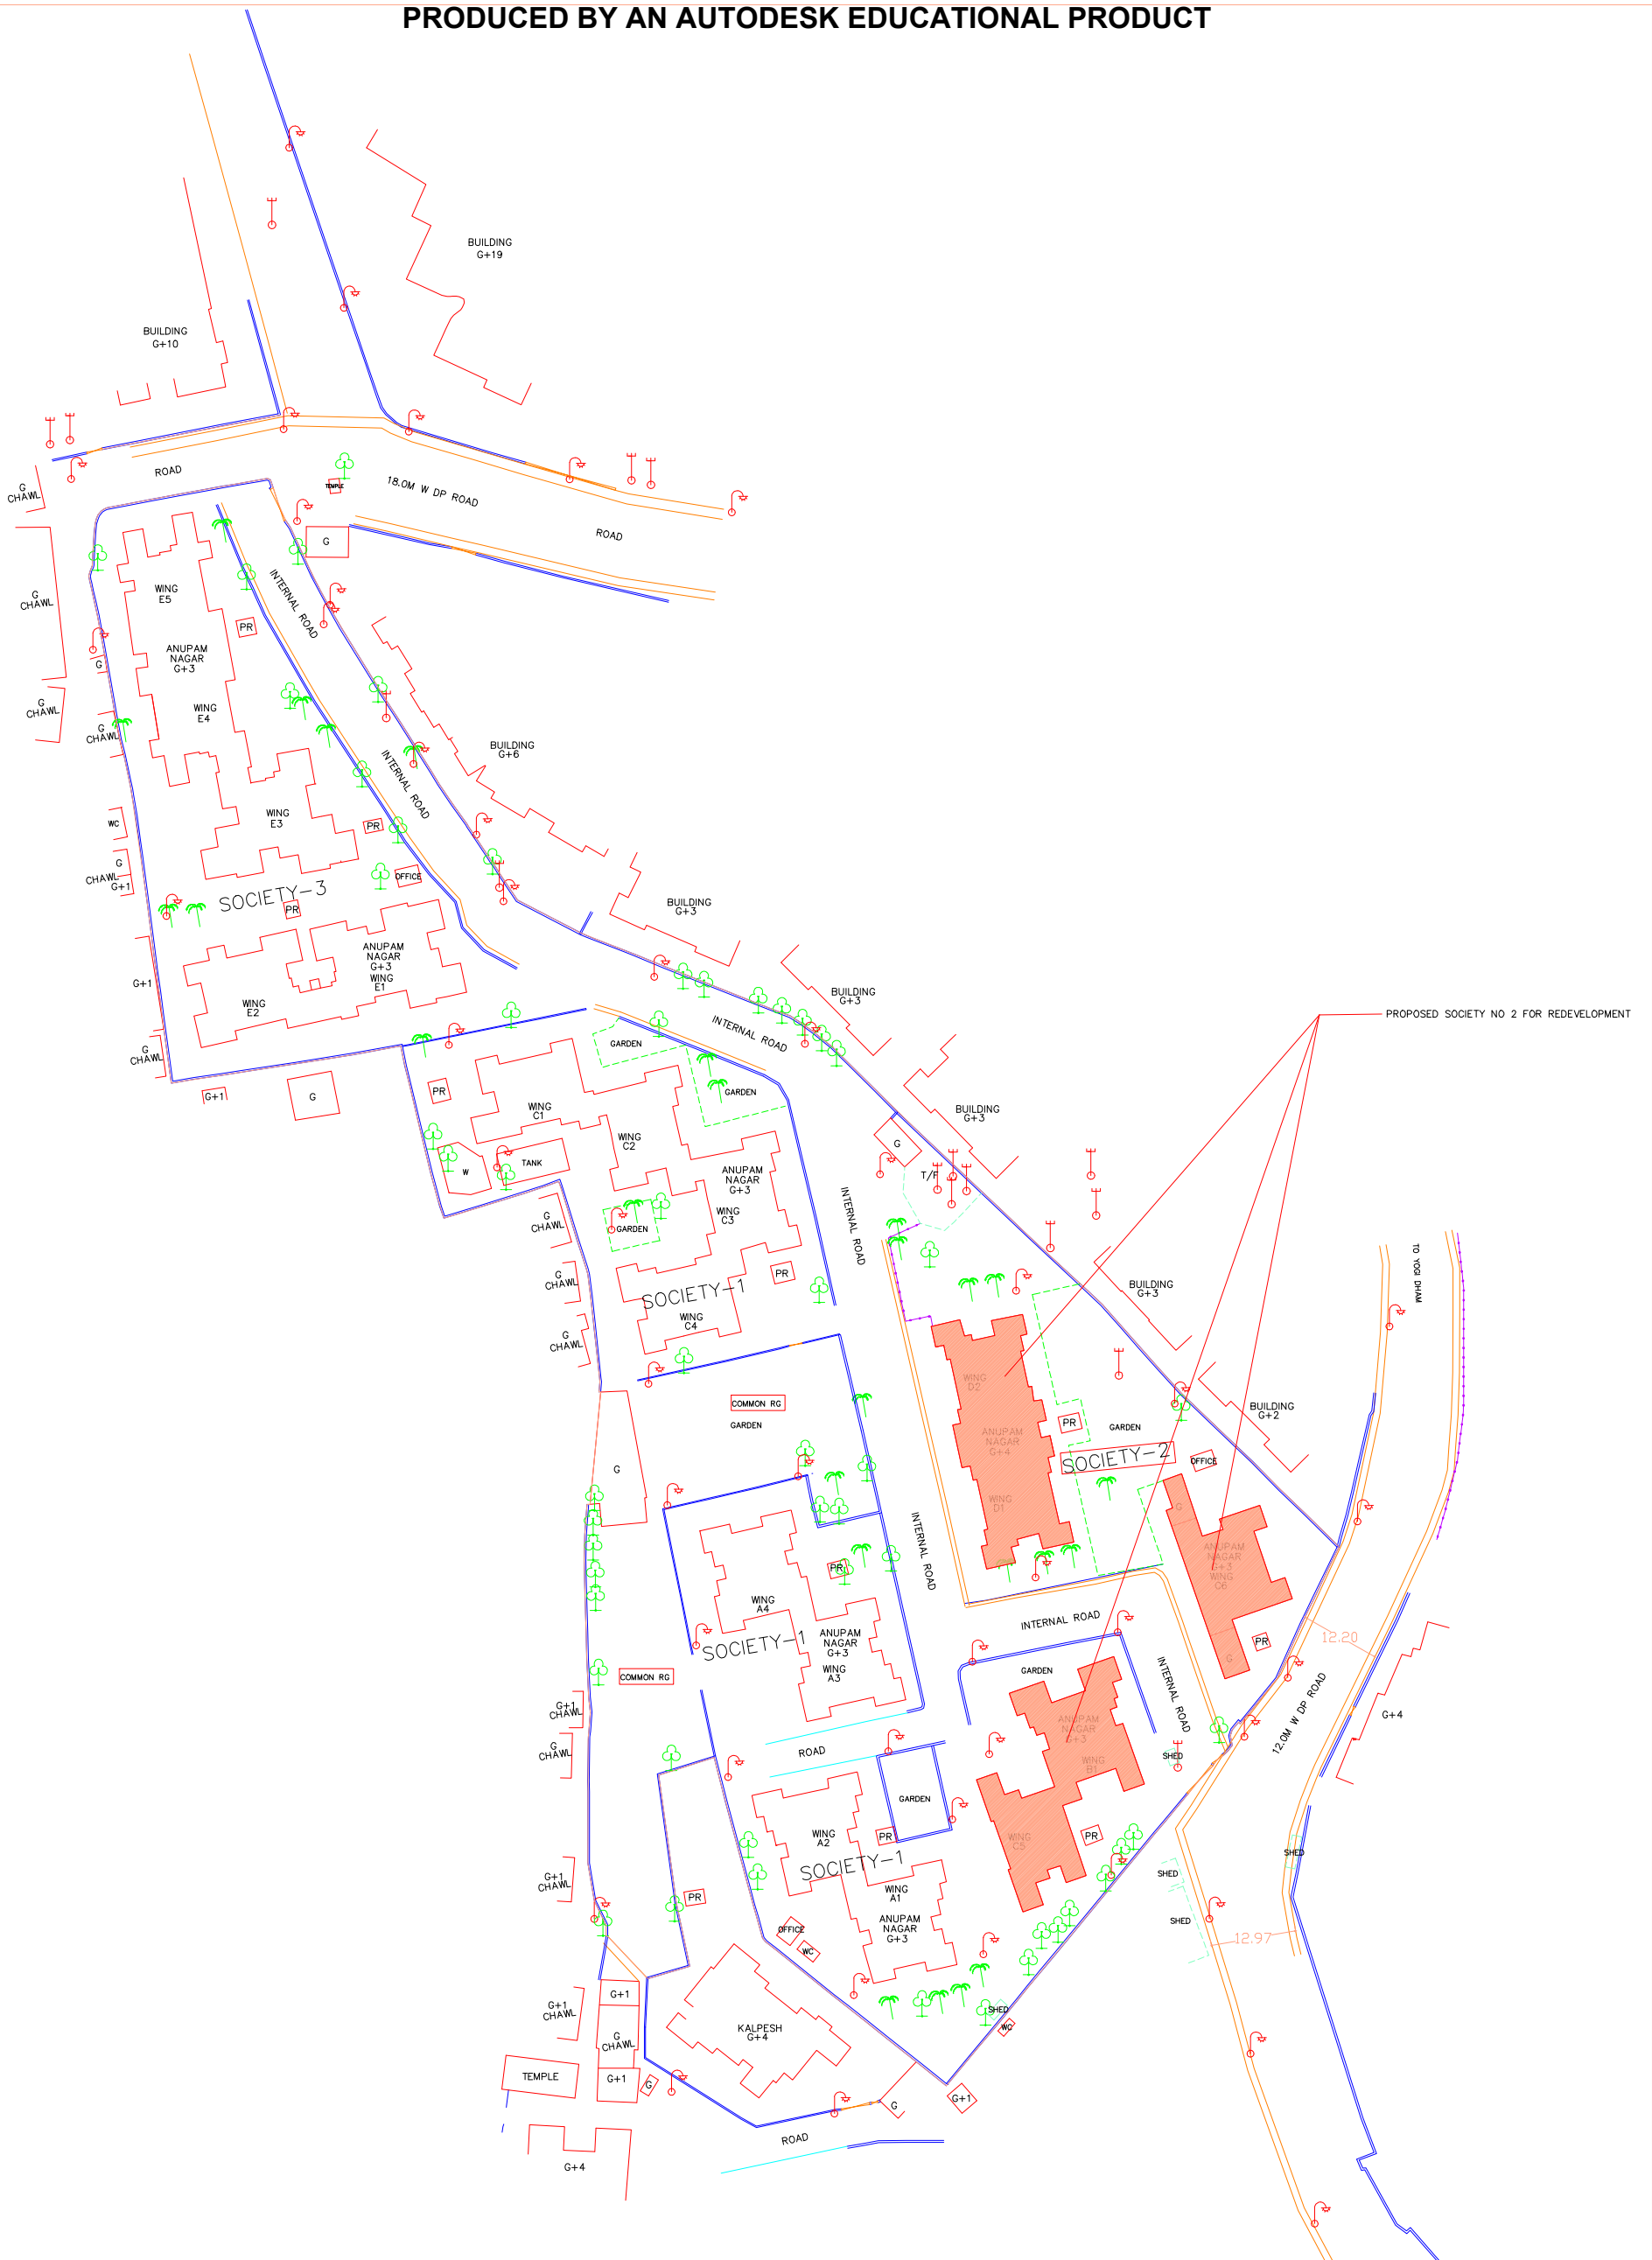 PRODUCED BY AN AUTODESK EDUCATIONAL PRODUCT
BUILDING
G+19
BUILDING
G+10
ROAD
G
CHAWL
TEMPLE
18.0M W DP ROAD
ROAD
G
G
CHAWL
WING
E5
INTERNAL ROAD
PR
G
ANUPAM
NAGAR
G+3
G
CHAWL
WING
E4
G
CHAWL
BUILDING
G+6
INTERNAL ROAD
WC
WING
E3
PR
G
CHAWL
G+1
OFFICE
SOCIETY-3
PR
BUILDING
G+3
ANUPAM
NAGAR
G+3
WING
E1
G+1
WING
E2
BUILDING
G+3
PROPOSED SOCIETY NO 2 FOR REDEVELOPMENT
INTERNAL ROAD
GARDEN
G
CHAWL
G+1
G
PR
GARDEN
WING
C1
BUILDING
G+3
WING
C2
G
W
TANK
ANUPAM
NAGAR
G+3
T/F
WING
C3
G
CHAWL
GARDEN
INTERNAL ROAD
TO YOGI DHAM
PR
G
CHAWL
BUILDING
G+3
SOCIETY-1
WING
C4
G
CHAWL
WING
D2
COMMON RG
GARDEN
BUILDING
G+2
PR
GARDEN
ANUPAM
NAGAR
G+4
SOCIETY-2
OFFICE
G
WING
D1
G
INTERNAL ROAD
ANUPAM
NAGAR
G+3
WING
C6
PR
WING
A4
INTERNAL ROAD
12.20
SOCIETY-1
ANUPAM
NAGAR
G+3
WING
A3
PR
G
COMMON RG
GARDEN
INTERNAL ROAD
G+1
CHAWL
12.0M W DP ROAD
G+4
ANUPAM
NAGAR
G+3
ROAD
G
CHAWL
SHED
WING
B1
GARDEN
WING
A2
PR
WING
C5
PR
SHED
SOCIETY-1
SHED
G+1
CHAWL
WING
A1
PR
ANUPAM
NAGAR
G+3
SHED
OFFICE
12.97
WC
G+1
G+1
CHAWL
SHED
WC
KALPESH
G+4
G
CHAWL
TEMPLE
G+1
G
G+1
G
ROAD
G+4